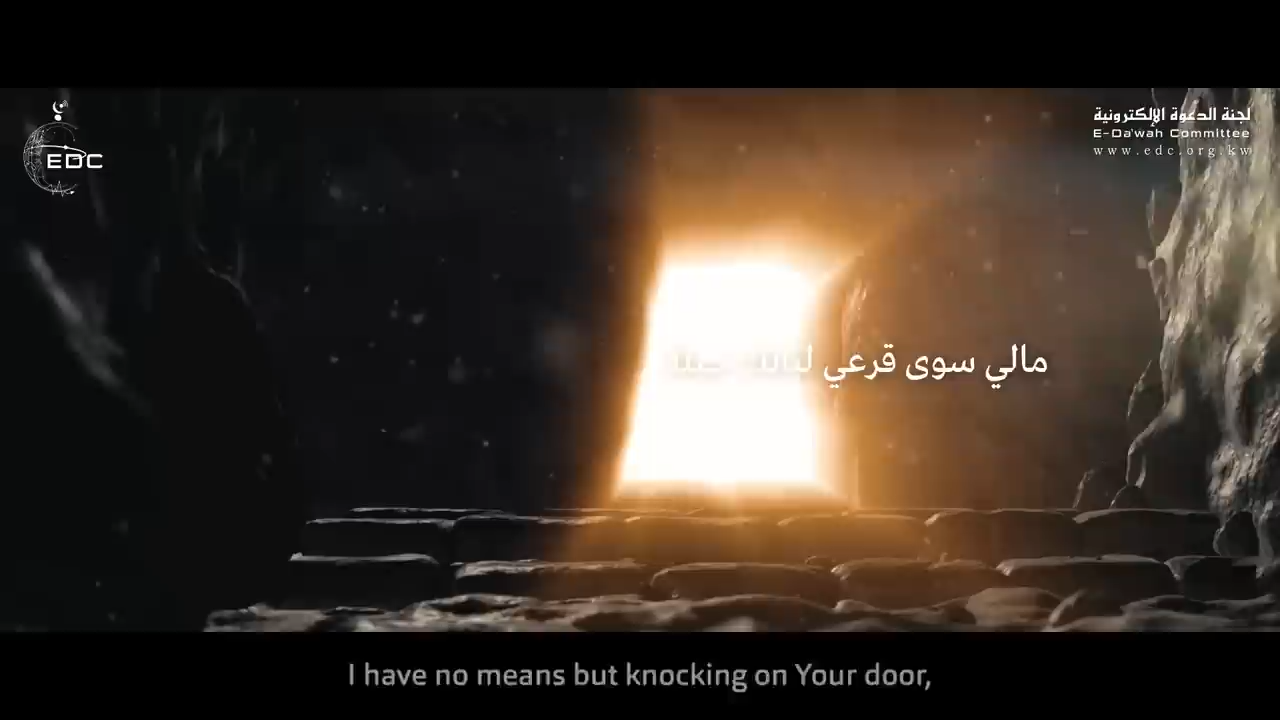 EDC
لجنة الدعوة الإلكترونية
E-Da'wah Committee
www.edc.org.kw
مالي سوى قرعي
I have no means but knocking on Your door,